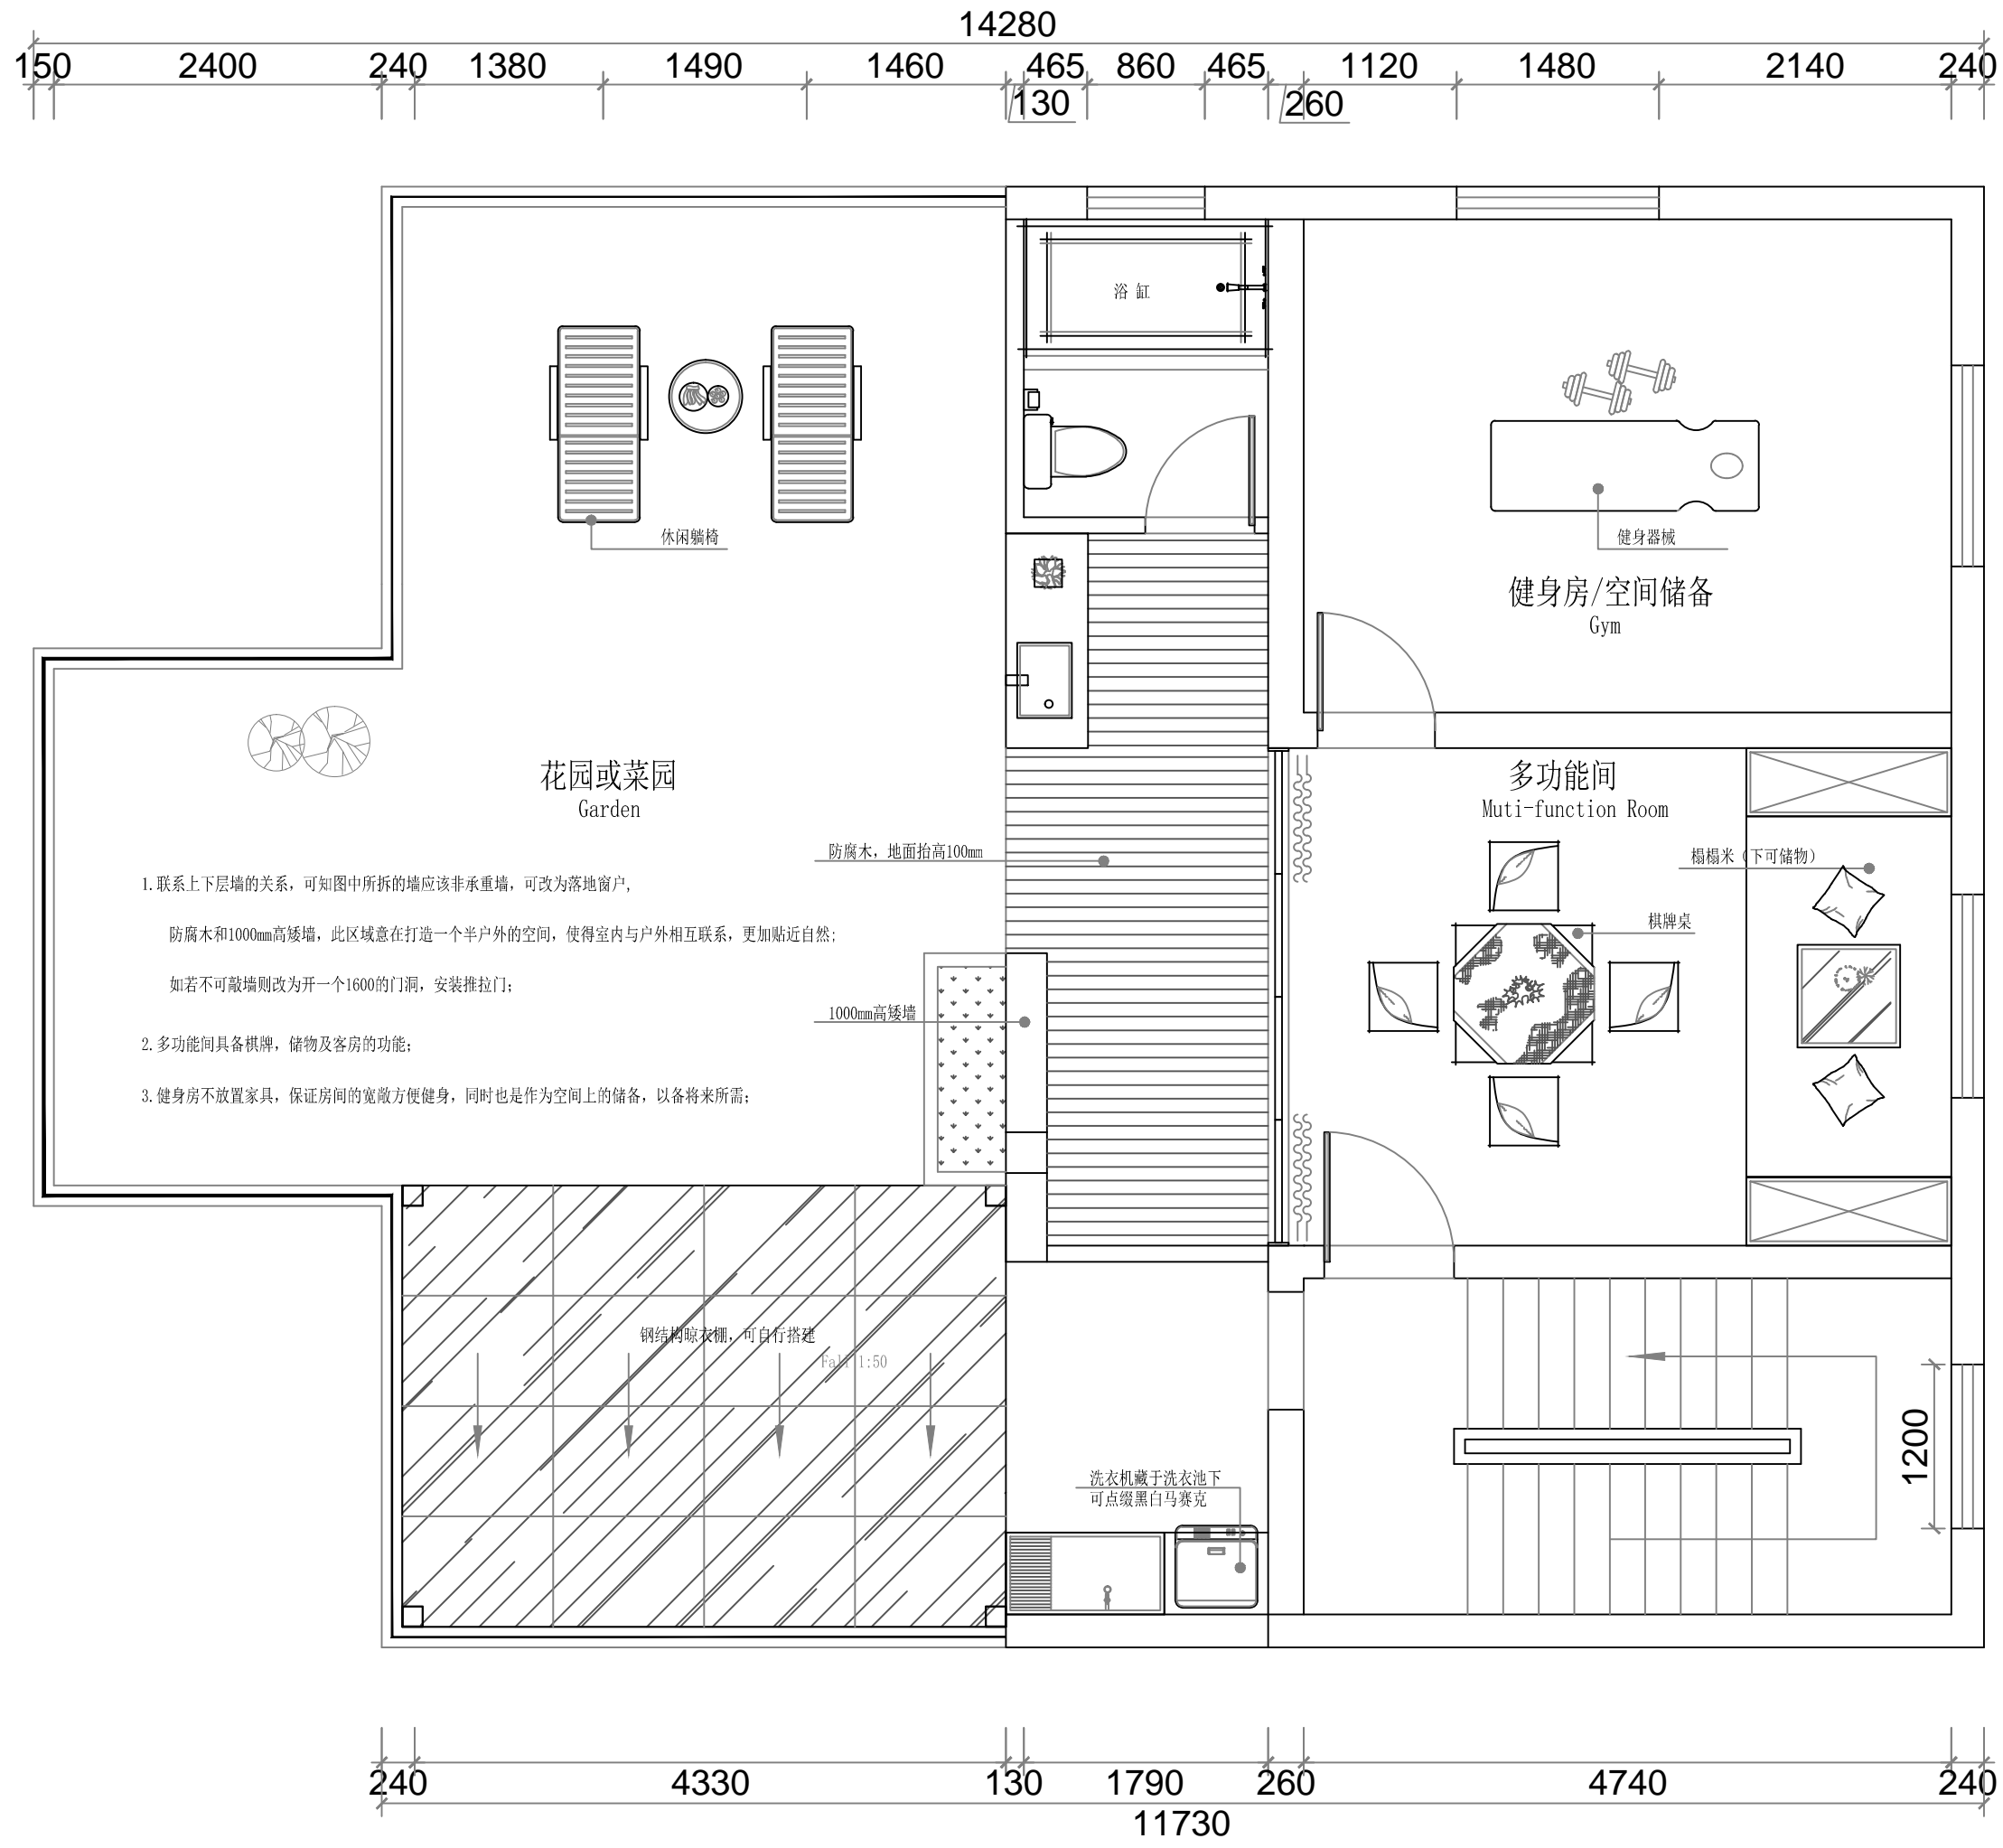 14280
150 2400 240 1380 1490 1460 465 860 465 1120 1480 2140 240
130 260
浴 缸
休闲躺椅
健身器械
健身房/空间储备
Gym
花园或菜园
Garden
多功能间
Muti-function Room
防腐木，地面抬高100mm
榻榻米（下可储物）
1.联系上下层墙的关系，可知图中所拆的墙应该非承重墙，可改为落地窗户，
棋牌桌
防腐木和1000mm高矮墙，此区域意在打造一个半户外的空间，使得室内与户外相互联系，更加贴近自然;
如若不可敲墙则改为开一个1600的门洞，安装推拉门;
1000mm高矮墙
2.多功能间具备棋牌，储物及客房的功能;
3.健身房不放置家具，保证房间的宽敞方便健身，同时也是作为空间上的储备，以备将来所需;
钢结构晾衣棚，可自行搭建
Fall 1:50
1200
洗衣机藏于洗衣池下
可点缀黑白马赛克
240 4330 130 1790 260 4740 240
11730